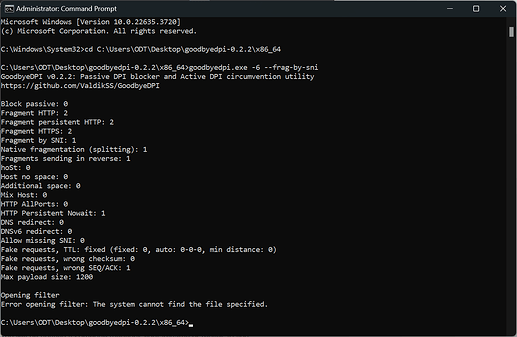 Administrator: Command Prompt
Microsoft Windows [Version 10.0.22635.3720]
(c) Microsoft Corporation. All rights reserved.
C:\Windows\System32>cd C:\Users\ODT\Desktop\goodbyedpi-0.2.2\x86_64
C:\Users\ODT\Desktop\goodbyedpi-0.2.2\x86_64>goodbyedpi.exe -6 --frag-by-sni
GoodbyeDPI v0.2.2: Passive DPI blocker and Active DPI circumvention utility
https://github.com/ValdikSS/GoodbyeDPI
Block passive: 0
Fragment HTTP: 2
Fragment persistent HTTP: 2
Fragment HTTPS: 2
Fragment by SNI: 1
Native fragmentation (splitting): 1
Fragments sending in reverse: 1
hoSt: 0
Host no space: 0
Additional space: 0
Mix Host: 0
HTTP AllPorts: 0
HTTP Persistent Nowait: 1
DNS redirect: 0
DNSv6 redirect: 0
Allow missing SNI: 0
Fake requests, TTL: fixed (fixed: 0, auto: 0-0-0, min distance: 0)
Fake requests, wrong checksum: 0
Fake requests, wrong SEQ/ACK: 1
Max payload size: 1200
Opening filter
Error opening filter: The system cannot find the file specified.
C:\Users\ODT\Desktop\goodbyedpi-0.2.2\x86_64>